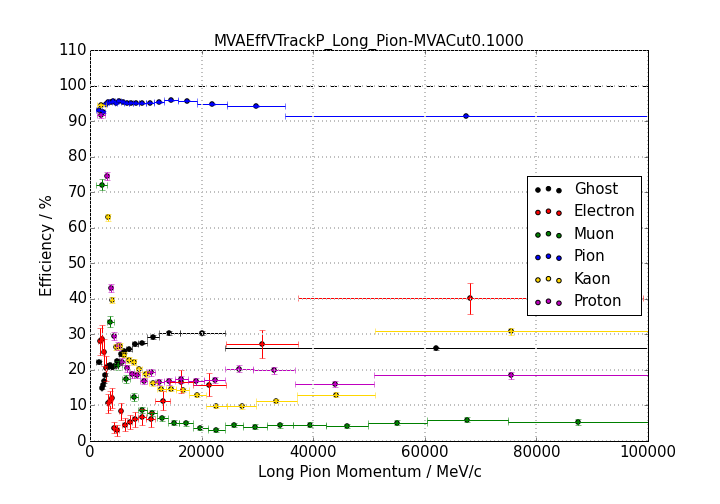 MVAEffVTrackP_Long_Pion-MVACut0.1000
110
100
90
80
70
60
50
40
30
20
10
0
Efficiency / %
Ghost
Electron
Muon
Pion
Kaon
Proton
0 20000 40000 60000 80000 100000
Long Pion Momentum / MeV/c